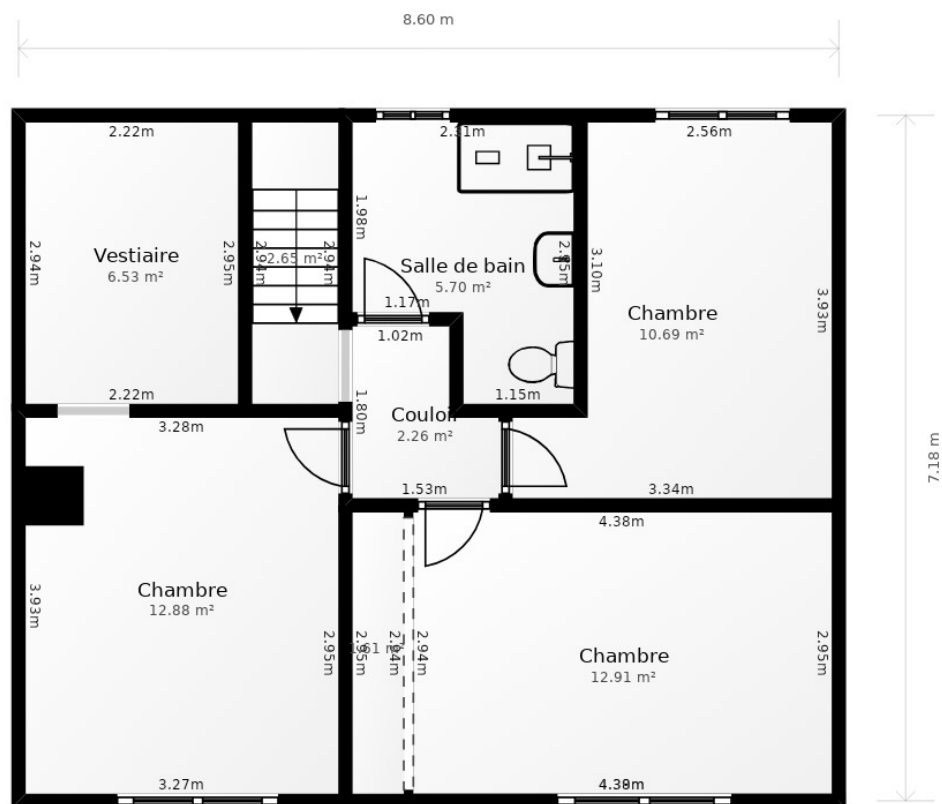 8.60 m
2.22m
2.31m
2.56m
1.98m
2.94m
2.95m
2.94m
2.65 m²
2.94m
Vestiaire
6.53 m²
Salle de bain
5.70 m²
3.10m
Chambre
10.69 m²
3.93m
1.17m
1.02m
2.22m
1.15m
3.28m
1.80m
Couloir
2.26 m²
7.18 m
1.53m
3.34m
4.38m
Chambre
12.88 m²
3.93m
2.95m
2.95m
2.94m
2.94m
Chambre
12.91 m²
2.95m
3.27m